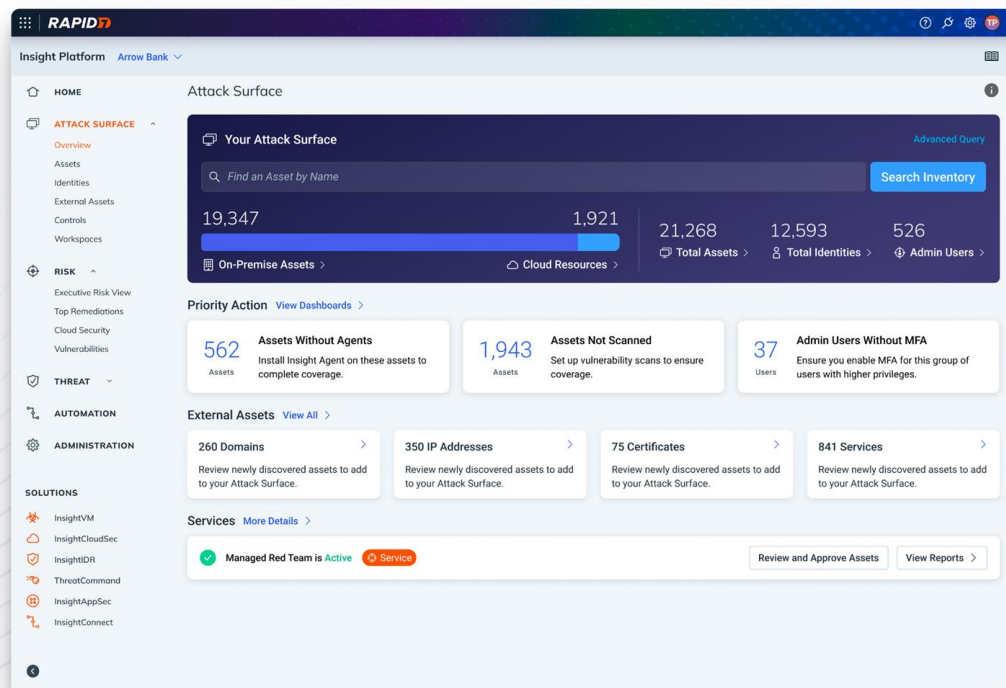 RAPID7
TP
Insight Platform Arrow Bank
HOME
ATTACK SURFACE
Overview
Assets
Identities
External Assets
Controls
Workspaces
RISK
Executive Risk View
Top Remediations
Cloud Security
Vulnerabilities
THREAT
AUTOMATION
ADMINISTRATION
SOLUTIONS
InsightVM
InsightCloudSec
InsightIDR
ThreatCommand
InsightAppSec
InsightConnect
Attack Surface
Your Attack Surface
Advanced Query
Find an Asset by Name
Search Inventory
19,347
1,921
On-Premise Assets
Cloud Resources
21,268
Total Assets
12,593
Total Identities
526
Admin Users
Priority Action View Dashboards
562
Assets
Assets Without Agents
Install Insight Agent on these assets to
complete coverage.
1,943
Assets
Assets Not Scanned
Set up vulnerability scans to ensure
coverage.
37
Users
Admin Users Without MFA
Ensure you enable MFA for this group of
users with higher privileges.
External Assets View All
260 Domains
Review newly discovered assets to add
to your Attack Surface.
350 IP Addresses
Review newly discovered assets to add
to your Attack Surface.
75 Certificates
Review newly discovered assets to add
to your Attack Surface.
841 Services
Review newly discovered assets to add
to your Attack Surface.
Services More Details
Managed Red Team is Active Service
Review and Approve Assets
View Reports